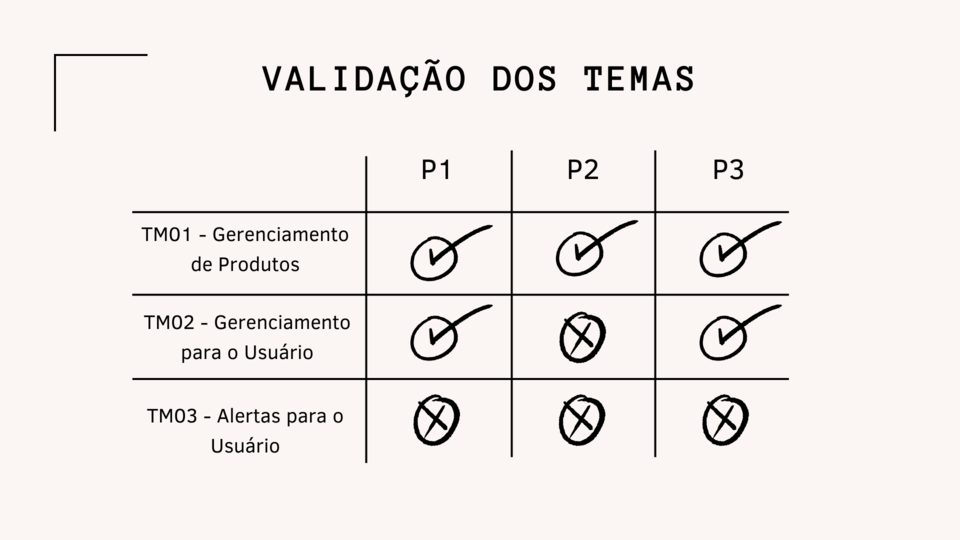 VALIDAÇÃO DOS TEMAS
P1 P2 P3
TM01 - Gerenciamento
de Produtos
TM02 - Gerenciamento
para o Usuário
TM03 - Alertas para o
Usuário